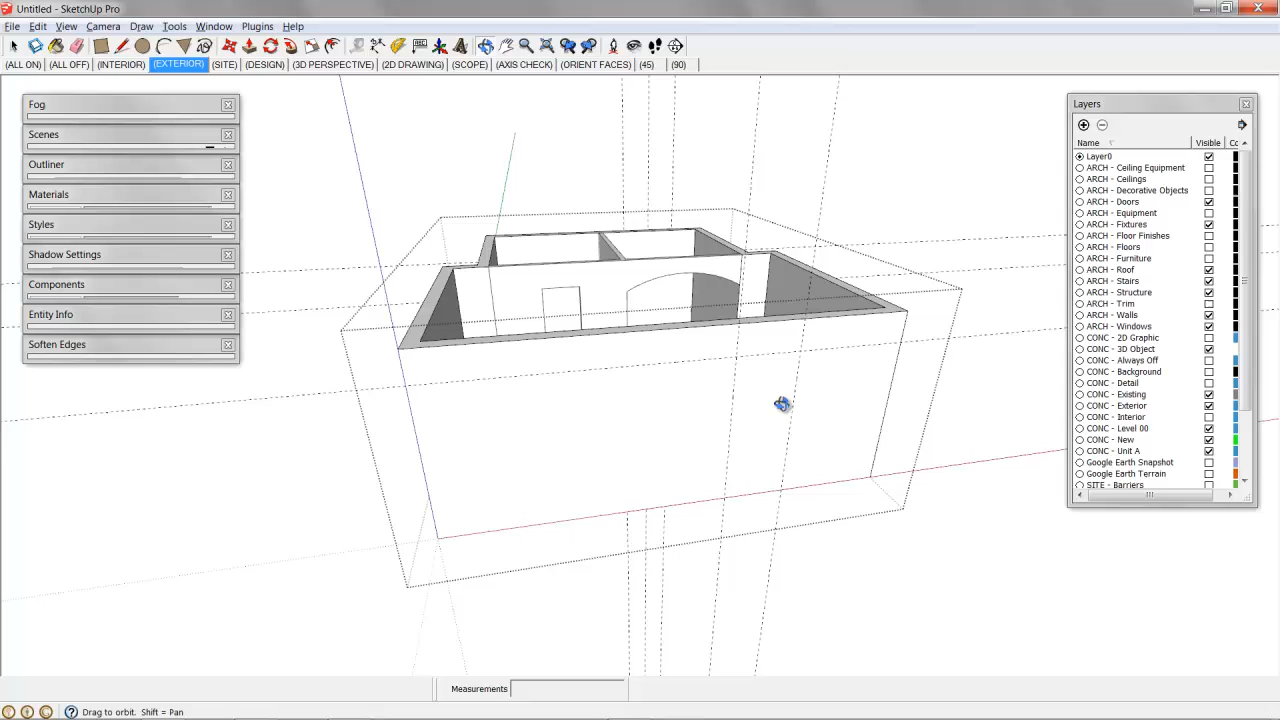 Untitled - SketchUp Pro
File Edit View Camera Draw Tools Window Plugins Help
(ALL ON) (ALL OFF) (INTERIOR) (EXTERIOR) (SITE) (DESIGN) (3D PERSPECTIVE) (2D DRAWING) (SCOPE) (AXIS CHECK) (ORIENT FACES) (45) (90)
Fog
Scenes
Outliner
Materials
Styles
Shadow Settings
Components
Entity Info
Soften Edges
Layers
Name Visible Co
Layer0
ARCH - Ceiling Equipment
ARCH - Ceilings
ARCH - Decorative Objects
ARCH - Doors
ARCH - Equipment
ARCH - Fixtures
ARCH - Floor Finishes
ARCH - Floors
ARCH - Furniture
ARCH - Roof
ARCH - Stairs
ARCH - Structure
ARCH - Trim
ARCH - Walls
ARCH - Windows
CONC - 2D Graphic
CONC - 3D Object
CONC - Always Off
CONC - Background
CONC - Detail
CONC - Existing
CONC - Exterior
CONC - Interior
CONC - Level 00
CONC - New
CONC - Unit A
Google Earth Snapshot
Google Earth Terrain
SITE - Barriers
Measurements
Drag to orbit. Shift = Pan